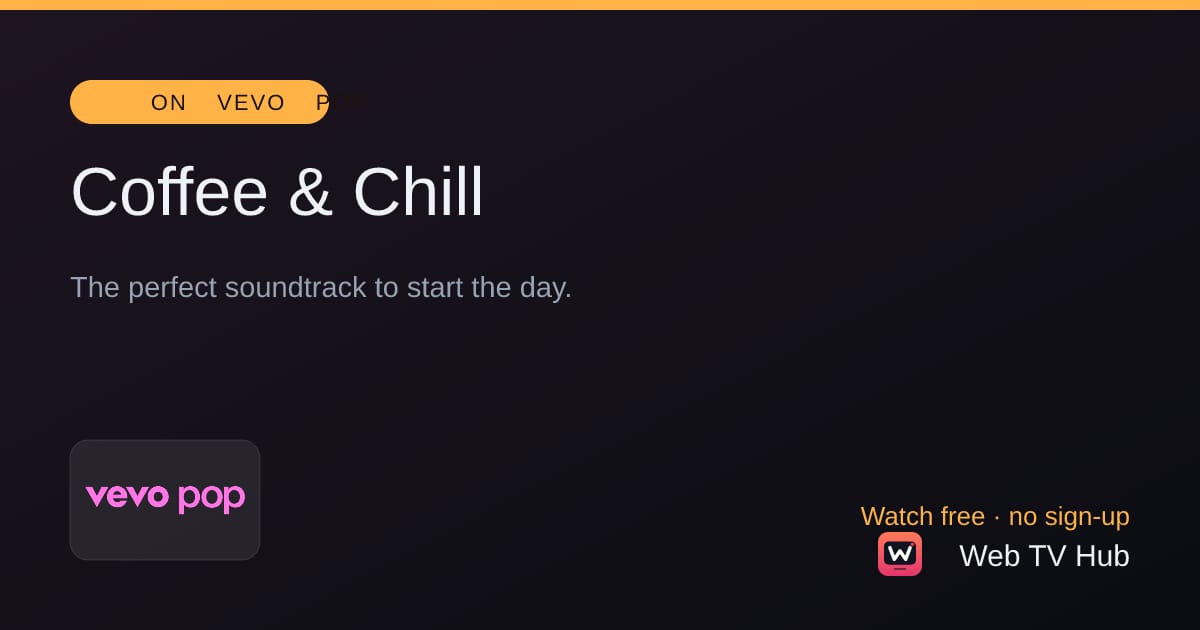 ON VEVO POP
Coffee & Chill
The perfect soundtrack to start the day.
vevo pop
Watch free · no sign-up
W
Web TV Hub